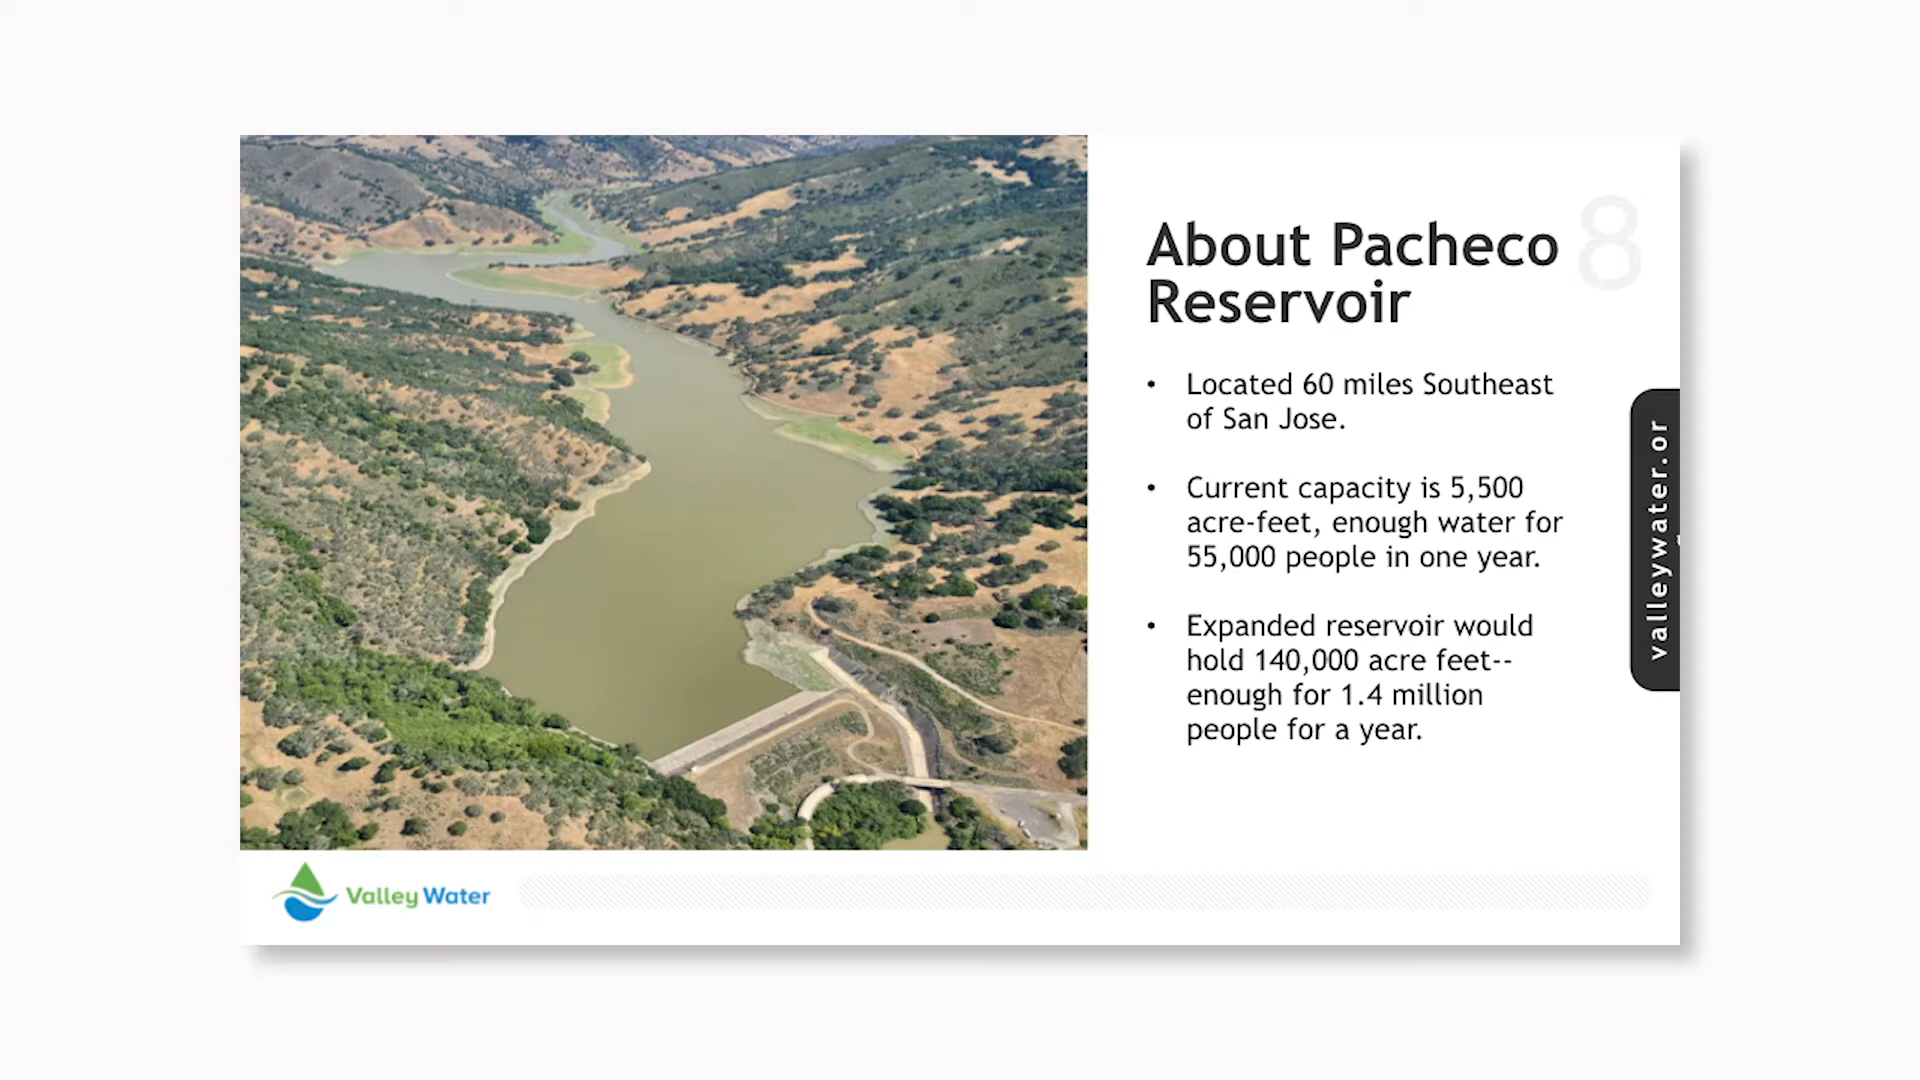 About Pacheco
Reservoir
8
• Located 60 miles Southeast
of San Jose.
• Current capacity is 5,500
acre-feet, enough water for
55,000 people in one year.
• Expanded reservoir would
hold 140,000 acre feet--
enough for 1.4 million
people for a year.
valleywater.or
Valley Water